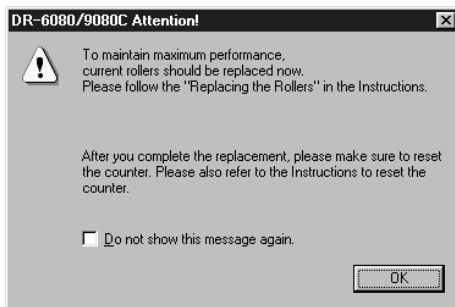 DR-6080/9080C Attention!
To maintain maximum performance,
current rollers should be replaced now.
Please follow the "Replacing the Rollers" in the Instructions.
After you complete the replacement, please make sure to reset
the counter. Please also refer to the Instructions to reset the
counter.
Do not show this message again.
OK